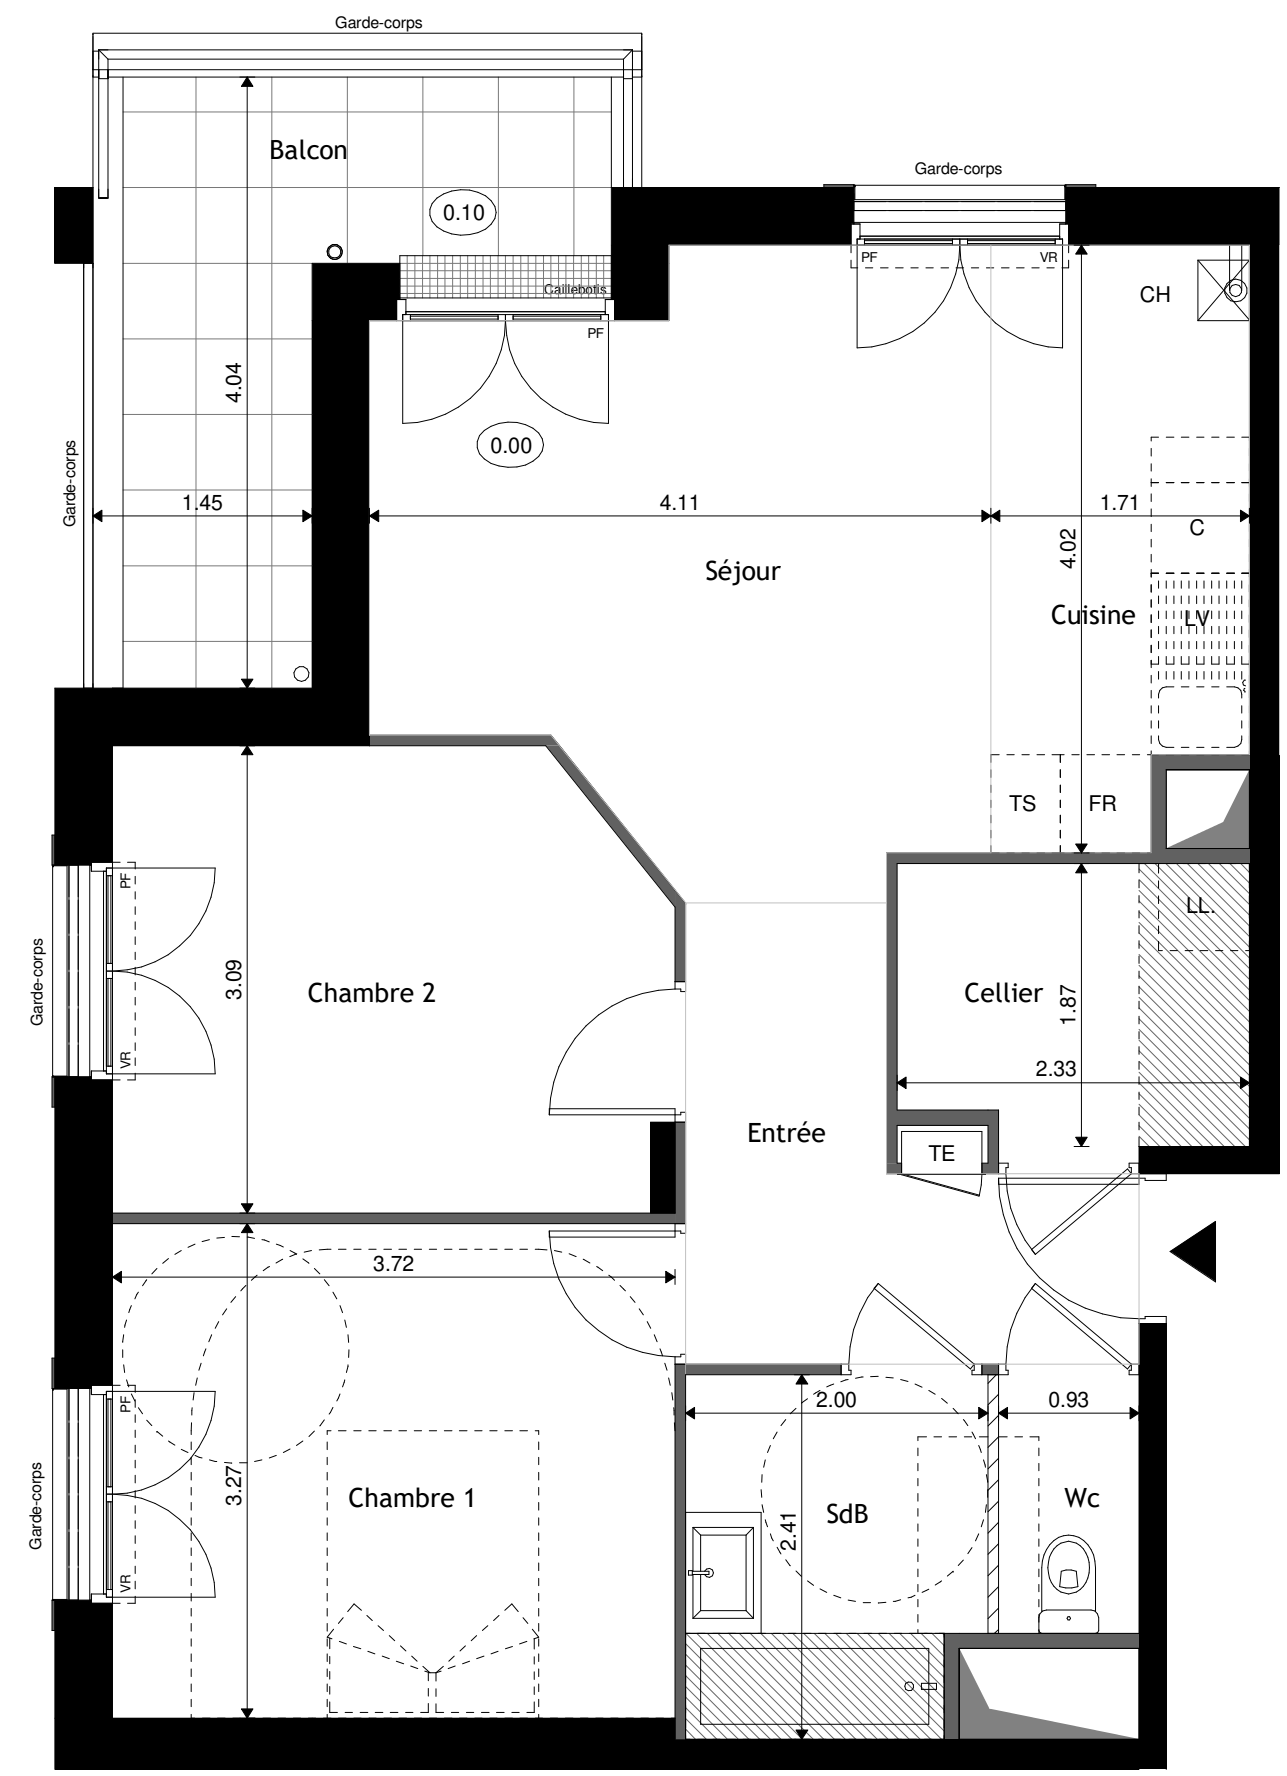 Garde-corps
Balcon
Garde-corps
0.10
Caillebotis
PF
PF
VR
CH
4.04
0.00
Garde-corps
1.45
4.11
1.71
C
4.02
Séjour
Cuisine
LV
TS
FR
PF
LL.
Garde-corps
3.09
Chambre 2
Cellier
1.87
VR
2.33
Entrée
TE
3.72
PF
2.00
0.93
Garde-corps
3.27
Chambre 1
SdB
Wc
2.41
VR